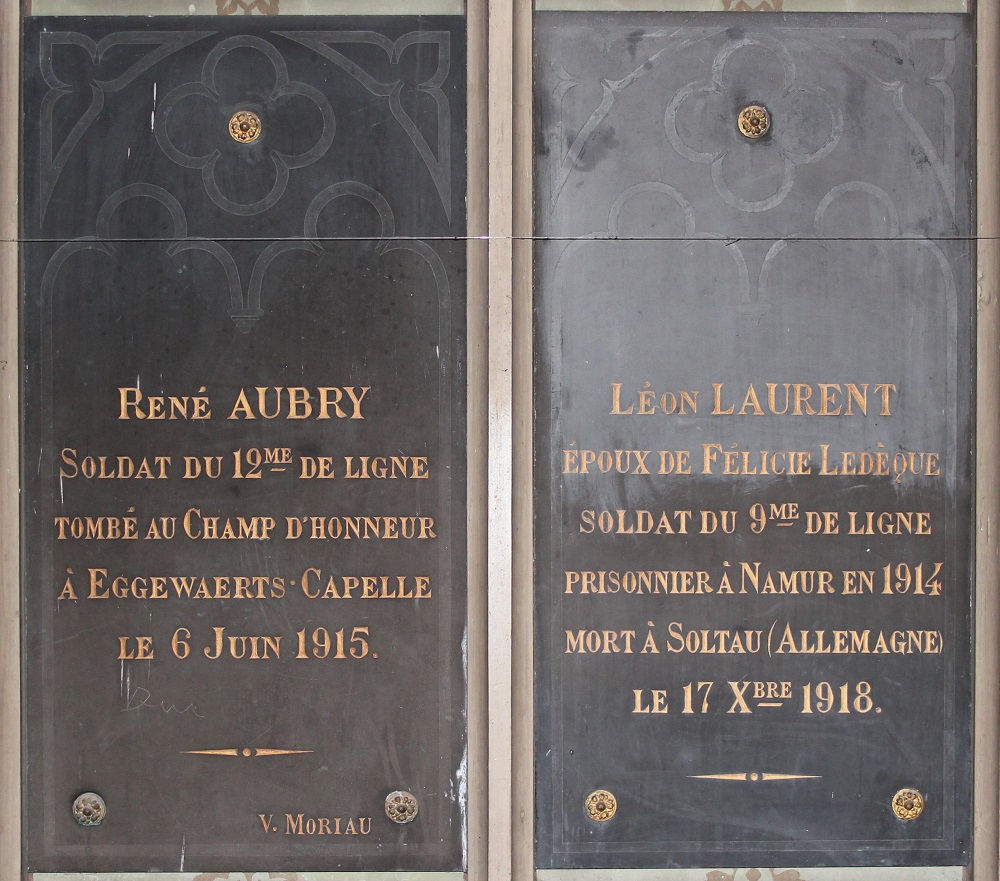 René AUBRY
Soldat du 12me de ligne
tombé au Champ d'honneur
à Eggewaerts-Capelle
le 6 Juin 1915.
V. Moriau
Léon LAURENT
époux de Félicie Ledèque
soldat du 9me de ligne
prisonnier à Namur en 1914
mort à Soltau (Allemagne)
le 17 Xbre 1918.